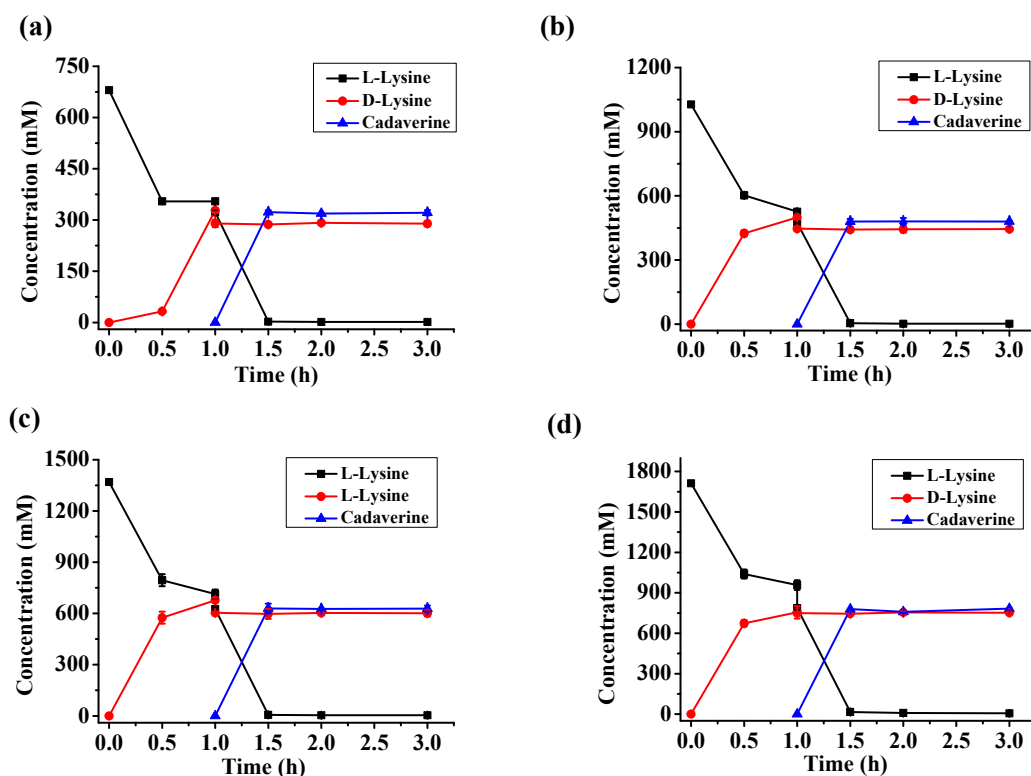 (a)
750
600
450
300
150
0
Concentration (mM)
L-Lysine
D-Lysine
Cadaverine
0.0 0.5 1.0 1.5 2.0 2.5 3.0
Time (h)
(b)
1200
900
600
300
0
Concentration (mM)
L-Lysine
D-Lysine
Cadaverine
0.0 0.5 1.0 1.5 2.0 2.5 3.0
Time (h)
(c)
1500
1200
900
600
300
0
Concentration (mM)
L-Lysine
L-Lysine
Cadaverine
0.0 0.5 1.0 1.5 2.0 2.5 3.0
Time (h)
(d)
1800
1500
1200
900
600
300
0
Concentration (mM)
L-Lysine
D-Lysine
Cadaverine
0.0 0.5 1.0 1.5 2.0 2.5 3.0
Time (h)